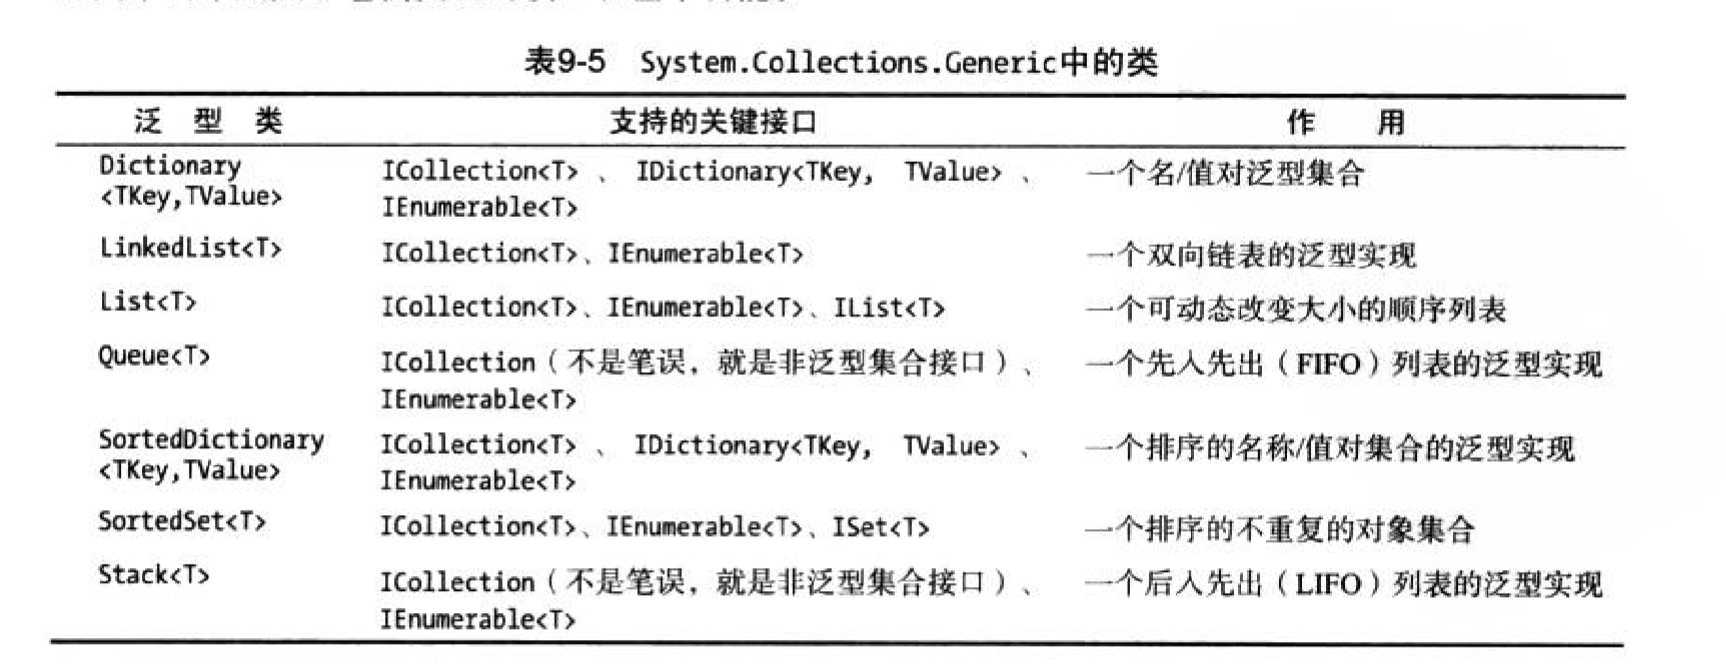 表9-5 System.Collections.Generic中的类
泛 型 类 支持的关键接口 作 用
Dictionary
<TKey,TValue>
ICollection<T> 、 IDictionary<TKey, TValue> 、
IEnumerable<T>
一个名/值对泛型集合
LinkedList<T>
ICollection<T>、IEnumerable<T>
一个双向链表的泛型实现
List<T>
ICollection<T>、IEnumerable<T>、IList<T>
一个可动态改变大小的顺序列表
Queue<T>
ICollection（不是笔误，就是非泛型集合接口）、
IEnumerable<T>
一个先入先出（FIFO）列表的泛型实现
SortedDictionary
<TKey,TValue>
ICollection<T> 、 IDictionary<TKey, TValue> 、
IEnumerable<T>
一个排序的名称/值对集合的泛型实现
SortedSet<T>
ICollection<T>、IEnumerable<T>、ISet<T>
一个排序的不重复的对象集合
Stack<T>
ICollection（不是笔误，就是非泛型集合接口）、
IEnumerable<T>
一个后入先出（LIFO）列表的泛型实现